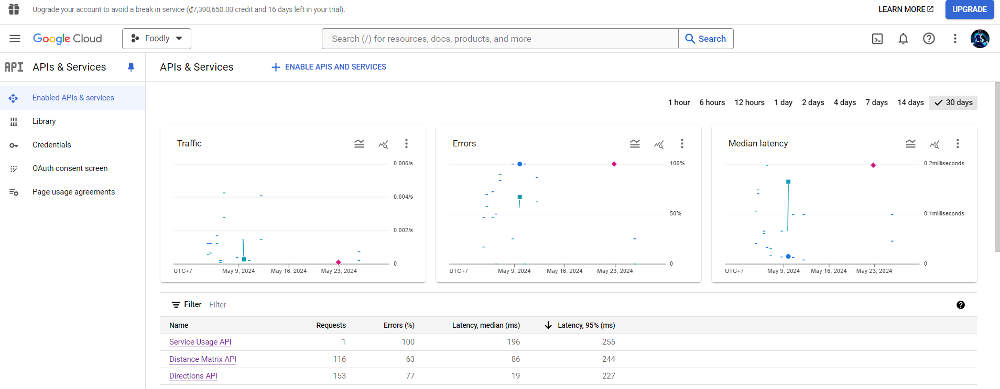 Upgrade your account to avoid a break in service (₫7,390,650.00 credit and 16 days left in your trial).
LEARN MORE
UPGRADE
Google Cloud
Foodly
Search (/) for resources, docs, products, and more
Search
API
APIs & Services
APIs & Services
ENABLE APIS AND SERVICES
Enabled APIs & services
Library
Credentials
OAuth consent screen
Page usage agreements
1 hour 6 hours 12 hours 1 day 2 days 4 days 7 days 14 days 30 days
Traffic
0.006/s
0.004/s
0.002/s
0
UTC+7 May 9, 2024 May 16, 2024 May 23, 2024
Errors
100%
50%
0
UTC+7 May 9, 2024 May 16, 2024 May 23, 2024
Median latency
0.2milliseconds
0.1milliseconds
0
UTC+7 May 9, 2024 May 16, 2024 May 23, 2024
Filter Filter
Name Requests Errors (%) Latency, median (ms) Latency, 95% (ms)
Service Usage API 1 100 196 255
Distance Matrix API 116 63 86 244
Directions API 153 77 19 227